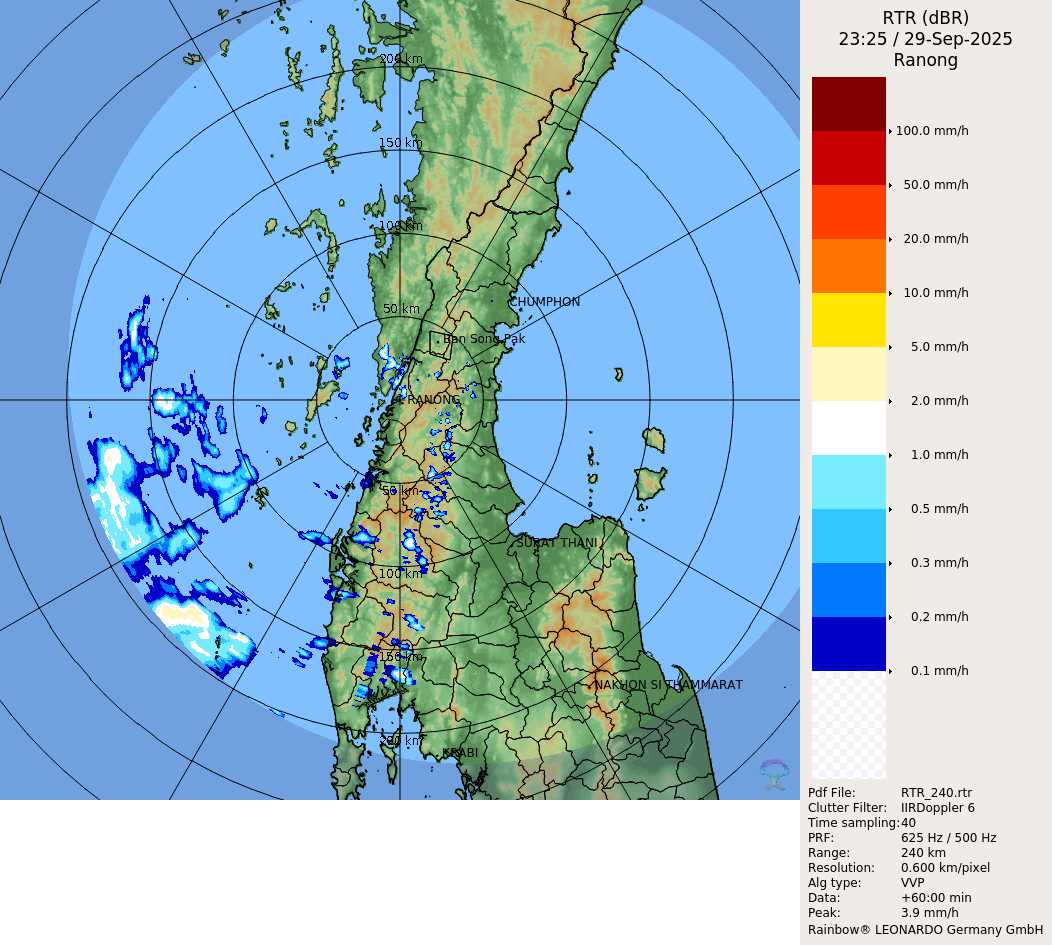 RTR (dBR)
23:25 / 29-Sep-2025
Ranong
100.0 mm/h
50.0 mm/h
20.0 mm/h
10.0 mm/h
5.0 mm/h
2.0 mm/h
1.0 mm/h
0.5 mm/h
0.3 mm/h
0.2 mm/h
0.1 mm/h
Pdf File: RTR_240.rtr
Clutter Filter: IIRDoppler 6
Time sampling: 40
PRF: 625 Hz / 500 Hz
Range: 240 km
Resolution: 0.600 km/pixel
Alg type: VVP
Data: +60:00 min
Peak: 3.9 mm/h
Rainbow® LEONARDO Germany GmbH
200 km
150 km
100 km
50 km
CHUMPHON
Ban Song Pak
RANONG
50 km
SURAT THANI
100 km
150 km
NAKHON SI THAMMARAT
200 km
KRABI